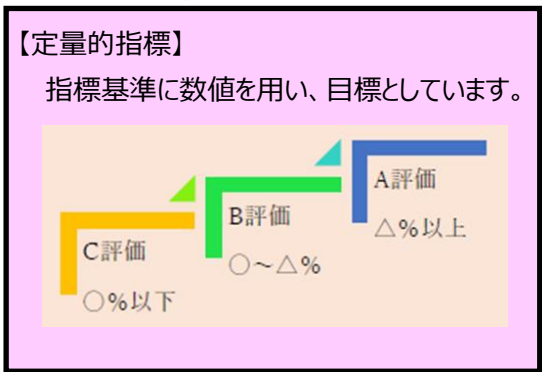 【定量的指標】
指標基準に数値を用い、目標としています。
A評価
△%以上
B評価
○～△%
C評価
○%以下